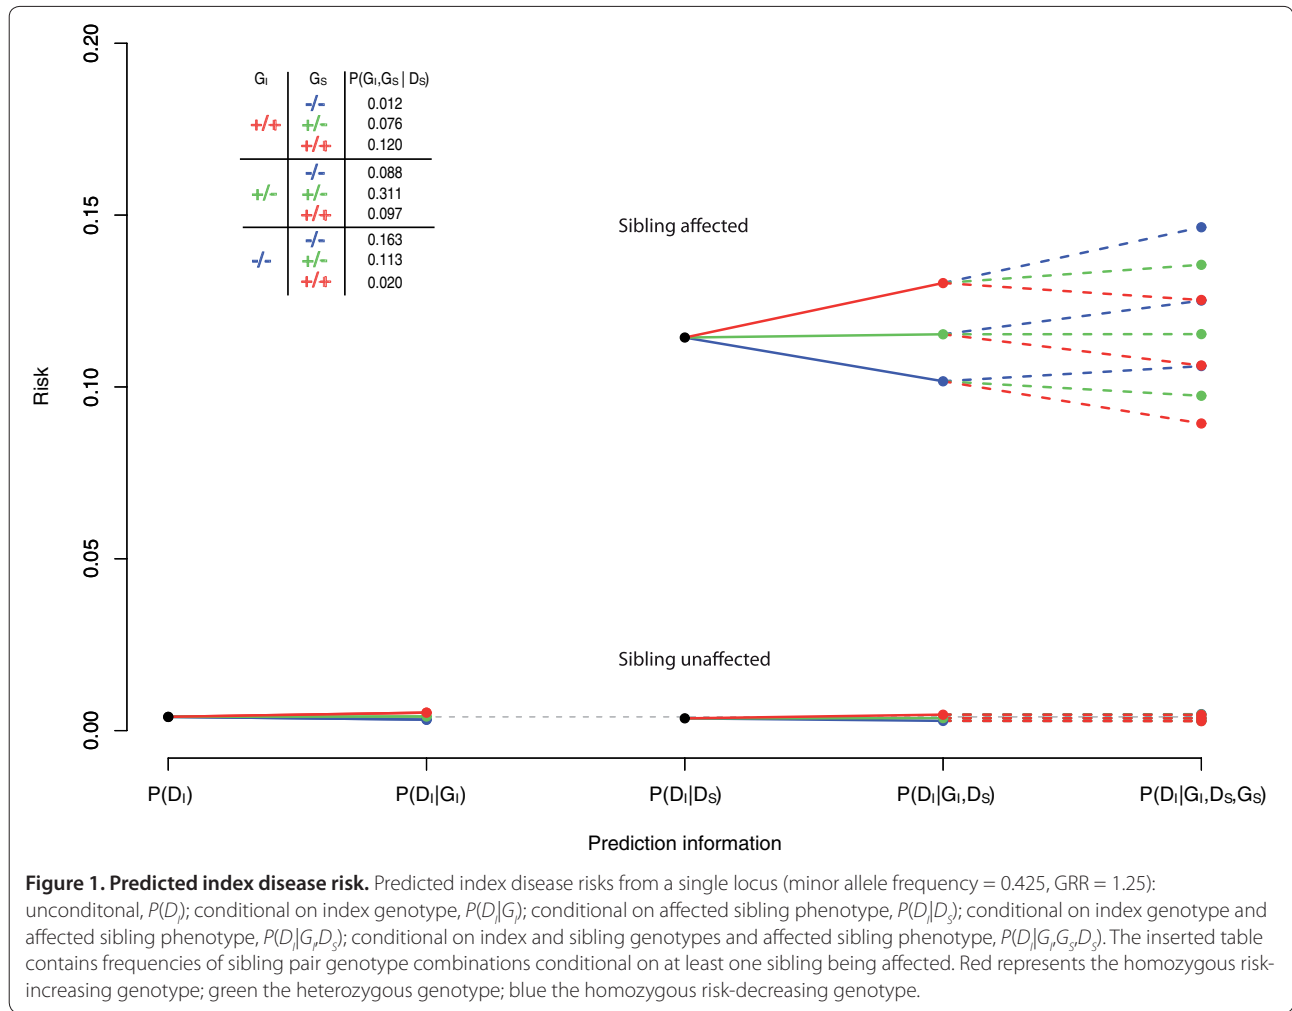 0.20
0.15
0.10
0.05
0.00
Risk
GI GS P(GI,GS | DS)
-/- 0.012
+/+ +/- 0.076
+/+ 0.120
-/- 0.088
+/- +/- 0.311
+/+ 0.097
-/- 0.163
-/- +/- 0.113
+/+ 0.020
Sibling affected
Sibling unaffected
P(DI) P(DI|GI) P(DI|DS) P(DI|GI,DS) P(DI|GI,DS,GS)
Prediction information
Figure 1. Predicted index disease risk. Predicted index disease risks from a single locus (minor allele frequency = 0.425, GRR = 1.25):
unconditonal, P(DI); conditional on index genotype, P(DI|GI); conditional on affected sibling phenotype, P(DI|DS); conditional on index genotype and
affected sibling phenotype, P(DI|GI,DS); conditional on index and sibling genotypes and affected sibling phenotype, P(DI|GI,GS,DS). The inserted table
contains frequencies of sibling pair genotype combinations conditional on at least one sibling being affected. Red represents the homozygous risk-
increasing genotype; green the heterozygous genotype; blue the homozygous risk-decreasing genotype.